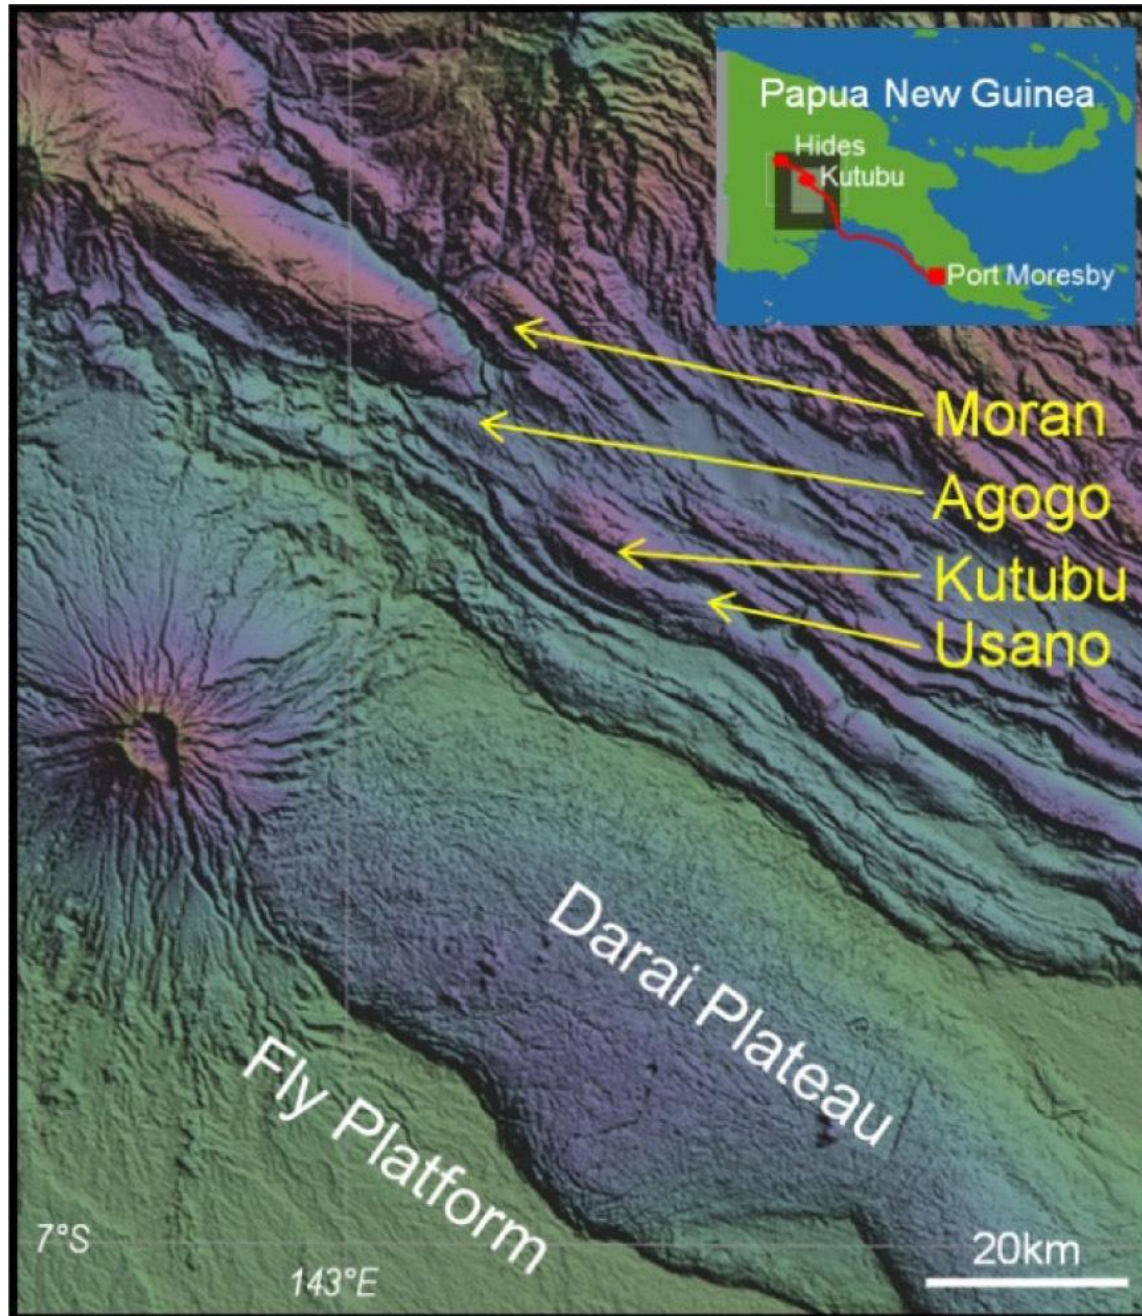 Papua New Guinea
Hides
Kutubu
Port Moresby
Moran
Agogo
Kutubu
Usano
Darai Plateau
Fly Platform
7°S
143°E
20km